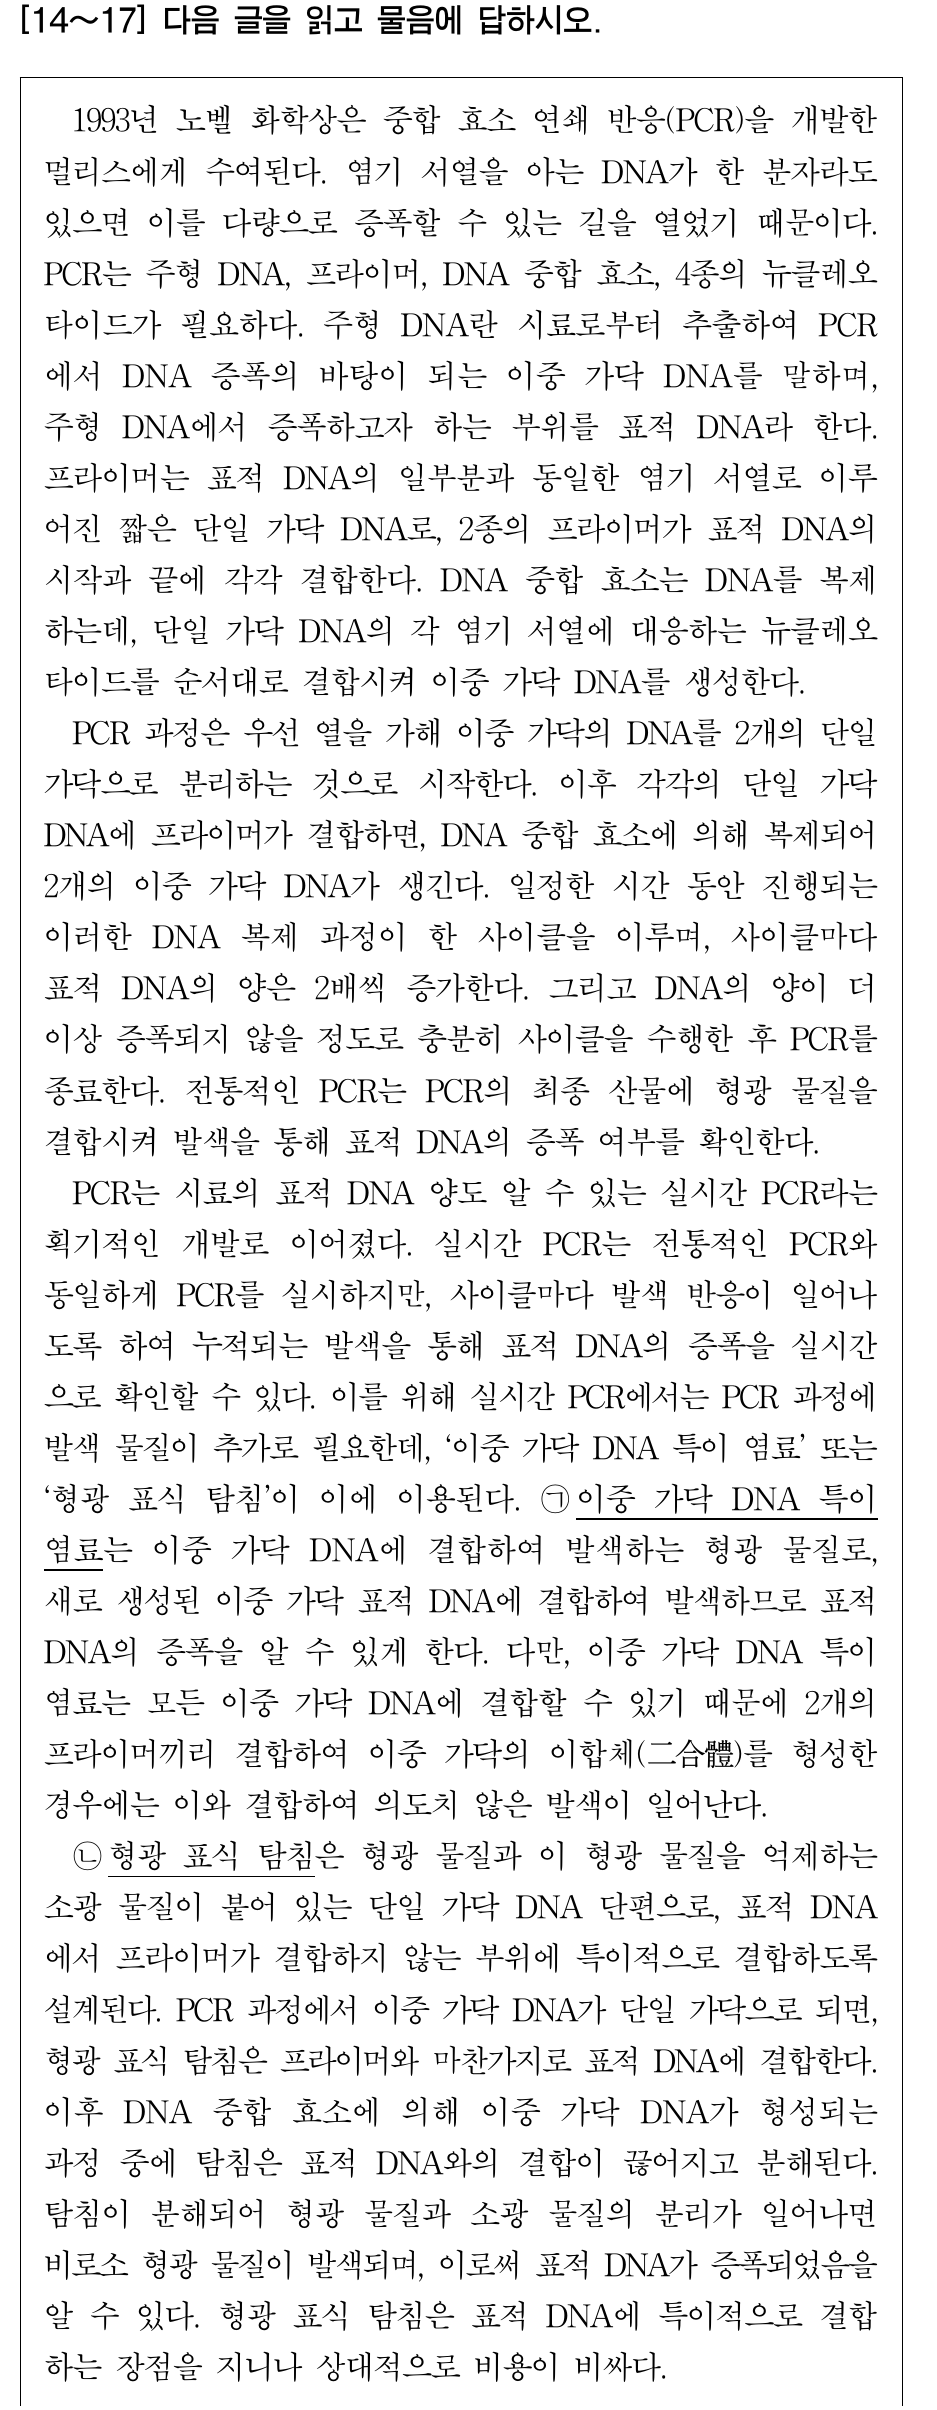 [14～17] 다음 글을 읽고 물음에 답하시오.
1993년 노벨 화학상은 중합 효소 연쇄 반응(PCR)을 개발한
멀리스에게 수여된다. 염기 서열을 아는 DNA가 한 분자라도
있으면 이를 다량으로 증폭할 수 있는 길을 열었기 때문이다.
PCR는 주형 DNA, 프라이머, DNA 중합 효소, 4종의 뉴클레오
타이드가 필요하다. 주형 DNA란 시료로부터 추출하여 PCR
에서 DNA 증폭의 바탕이 되는 이중 가닥 DNA를 말하며,
주형 DNA에서 증폭하고자 하는 부위를 표적 DNA라 한다.
프라이머는 표적 DNA의 일부분과 동일한 염기 서열로 이루
어진 짧은 단일 가닥 DNA로, 2종의 프라이머가 표적 DNA의
시작과 끝에 각각 결합한다. DNA 중합 효소는 DNA를 복제
하는데, 단일 가닥 DNA의 각 염기 서열에 대응하는 뉴클레오
타이드를 순서대로 결합시켜 이중 가닥 DNA를 생성한다.
PCR 과정은 우선 열을 가해 이중 가닥의 DNA를 2개의 단일
가닥으로 분리하는 것으로 시작한다. 이후 각각의 단일 가닥
DNA에 프라이머가 결합하면, DNA 중합 효소에 의해 복제되어
2개의 이중 가닥 DNA가 생긴다. 일정한 시간 동안 진행되는
이러한 DNA 복제 과정이 한 사이클을 이루며, 사이클마다
표적 DNA의 양은 2배씩 증가한다. 그리고 DNA의 양이 더
이상 증폭되지 않을 정도로 충분히 사이클을 수행한 후 PCR를
종료한다. 전통적인 PCR는 PCR의 최종 산물에 형광 물질을
결합시켜 발색을 통해 표적 DNA의 증폭 여부를 확인한다.
PCR는 시료의 표적 DNA 양도 알 수 있는 실시간 PCR라는
획기적인 개발로 이어졌다. 실시간 PCR는 전통적인 PCR와
동일하게 PCR를 실시하지만, 사이클마다 발색 반응이 일어나
도록 하여 누적되는 발색을 통해 표적 DNA의 증폭을 실시간
으로 확인할 수 있다. 이를 위해 실시간 PCR에서는 PCR 과정에
발색 물질이 추가로 필요한데, ‘이중 가닥 DNA 특이 염료’ 또는
‘형광 표식 탐침’이 이에 이용된다. ㉠이중 가닥 DNA 특이
염료는 이중 가닥 DNA에 결합하여 발색하는 형광 물질로,
새로 생성된 이중 가닥 표적 DNA에 결합하여 발색하므로 표적
DNA의 증폭을 알 수 있게 한다. 다만, 이중 가닥 DNA 특이
염료는 모든 이중 가닥 DNA에 결합할 수 있기 때문에 2개의
프라이머끼리 결합하여 이중 가닥의 이합체(二合體)를 형성한
경우에는 이와 결합하여 의도치 않은 발색이 일어난다.
㉡형광 표식 탐침은 형광 물질과 이 형광 물질을 억제하는
소광 물질이 붙어 있는 단일 가닥 DNA 단편으로, 표적 DNA
에서 프라이머가 결합하지 않는 부위에 특이적으로 결합하도록
설계된다. PCR 과정에서 이중 가닥 DNA가 단일 가닥으로 되면,
형광 표식 탐침은 프라이머와 마찬가지로 표적 DNA에 결합한다.
이후 DNA 중합 효소에 의해 이중 가닥 DNA가 형성되는
과정 중에 탐침은 표적 DNA와의 결합이 끊어지고 분해된다.
탐침이 분해되어 형광 물질과 소광 물질의 분리가 일어나면
비로소 형광 물질이 발색되며, 이로써 표적 DNA가 증폭되었음을
알 수 있다. 형광 표식 탐침은 표적 DNA에 특이적으로 결합
하는 장점을 지니나 상대적으로 비용이 비싸다.